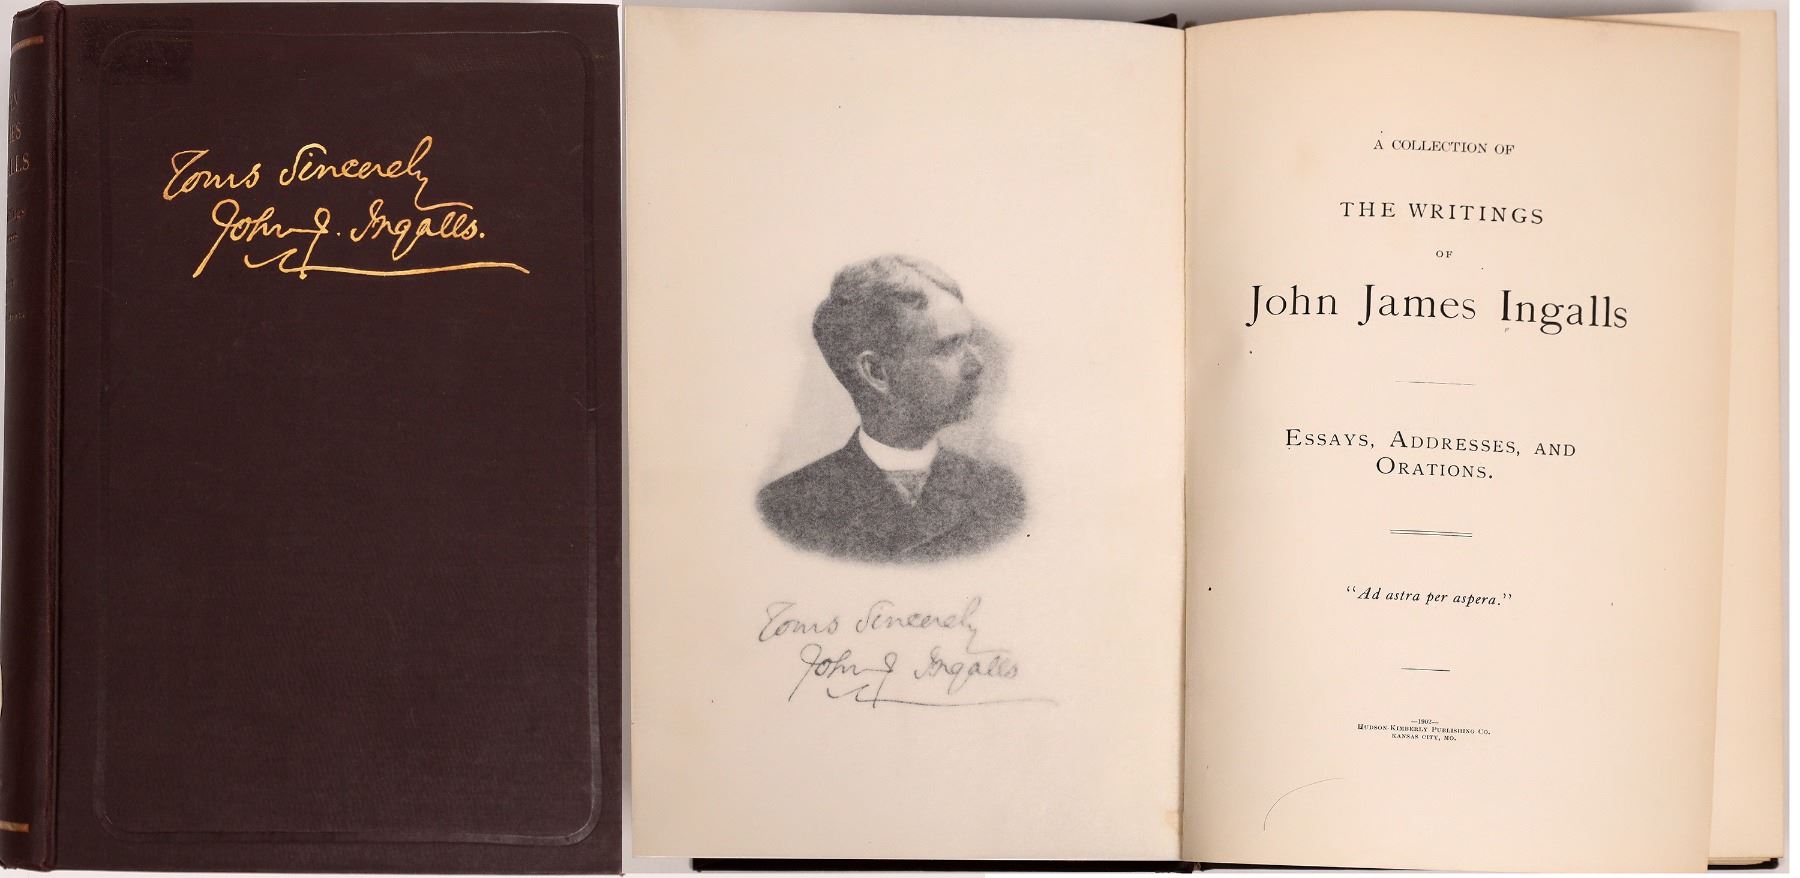 Yours Sincerely
John J. Ingalls.
Yours Sincerely
John J Ingalls
A COLLECTION OF
THE WRITINGS
OF
John James Ingalls
ESSAYS, ADDRESSES, AND
ORATIONS.
"Ad astra per aspera."
—1902—
HUDSON-KIMBERLY PUBLISHING CO.
KANSAS CITY, MO.